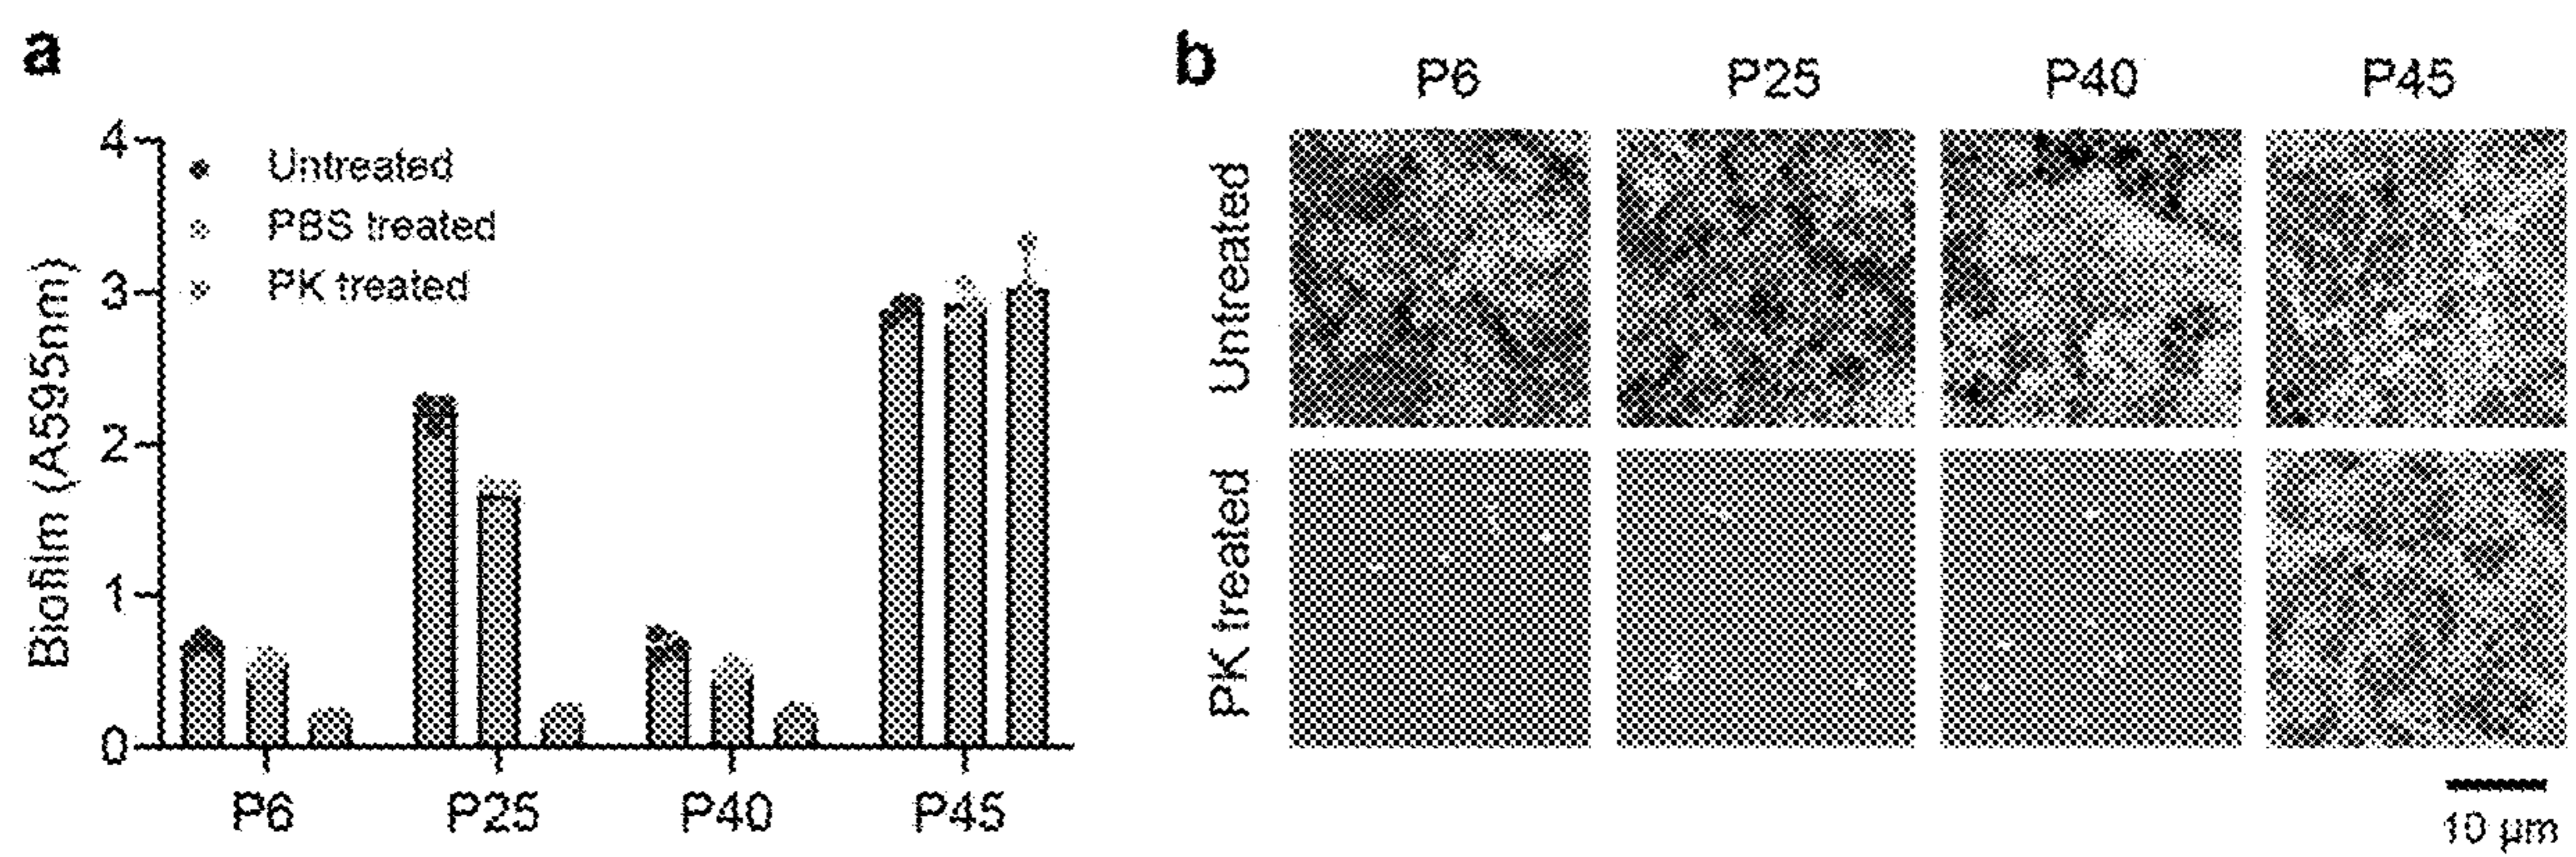 a
Biofilm (A595nm)
4
3
2
1
0
Untreated
PBS treated
PK treated
P6
P25
P40
P45
b
P6
P25
P40
P45
Untreated
PK treated
10 µm